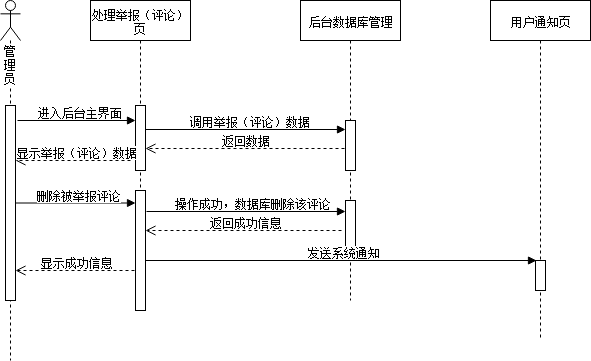 处理举报（评论）
页
后台数据库管理
用户通知页
管
理
员
进入后台主界面
调用举报（评论）数据
返回数据
显示举报（评论）数据
删除被举报评论
操作成功，数据库删除该评论
返回成功信息
发送系统通知
显示成功信息